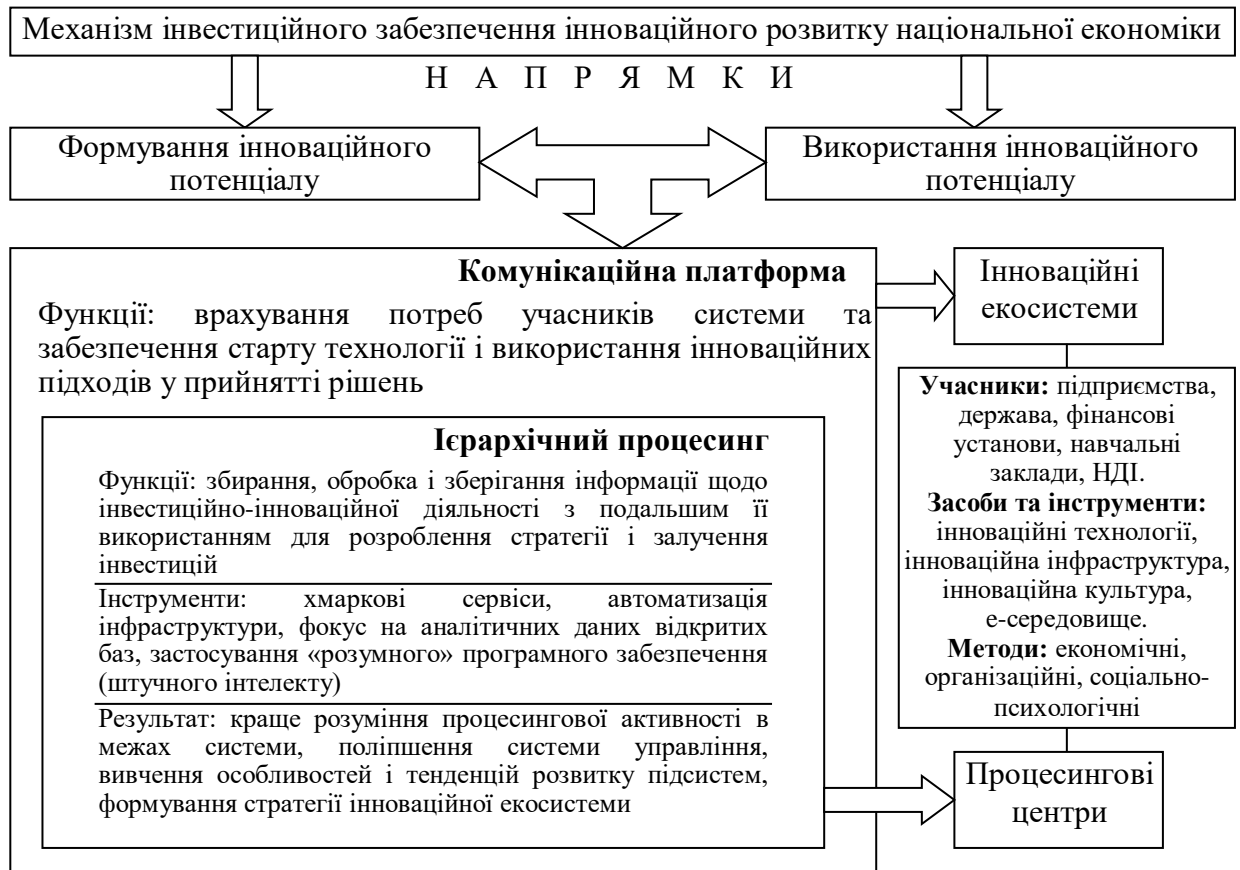 Механізм інвестиційного забезпечення інноваційного розвитку національної економіки
Н А П Р Я М К И
Формування інноваційного
потенціалу
Використання інноваційного
потенціалу
Комунікаційна платформа
Функції: врахування потреб учасників системи та
забезпечення старту технології і використання інноваційних
підходів у прийнятті рішень
Ієрархічний процесинг
Функції: збирання, обробка і зберігання інформації щодо
інвестиційно-інноваційної діяльності з подальшим її
використанням для розроблення стратегії і залучення
інвестицій
Інструменти: хмаркові сервіси, автоматизація
інфраструктури, фокус на аналітичних даних відкритих
баз, застосування «розумного» програмного забезпечення
(штучного інтелекту)
Результат: краще розуміння процесингової активності в
межах системи, поліпшення системи управління,
вивчення особливостей і тенденцій розвитку підсистем,
формування стратегії інноваційної екосистеми
Інноваційні
екосистеми
Учасники: підприємства,
держава, фінансові
установи, навчальні
заклади, НДІ.
Засоби та інструменти:
інноваційні технології,
інноваційна інфраструктура,
інноваційна культура,
е-середовище.
Методи: економічні,
організаційні, соціально-
психологічні
Процесингові
центри